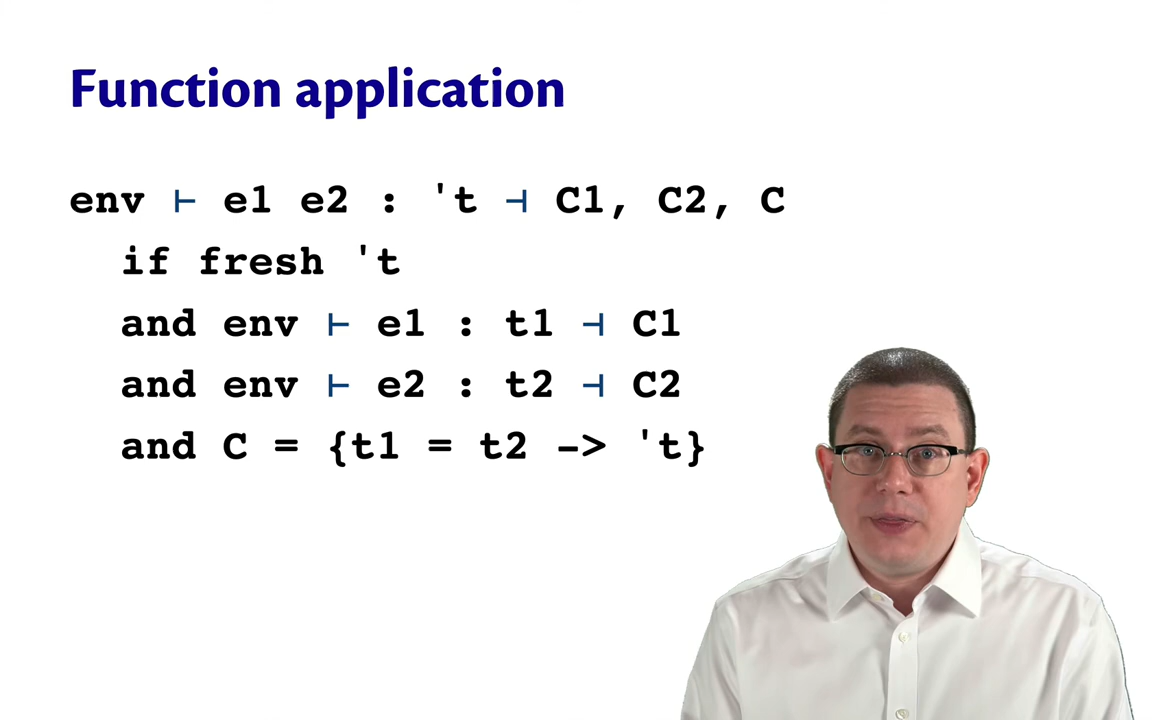 Function application
env ⊢ e1 e2 : 't ⊣ C1, C2, C
if fresh 't
and env ⊢ e1 : t1 ⊣ C1
and env ⊢ e2 : t2 ⊣ C2
and C = {t1 = t2 -> 't}